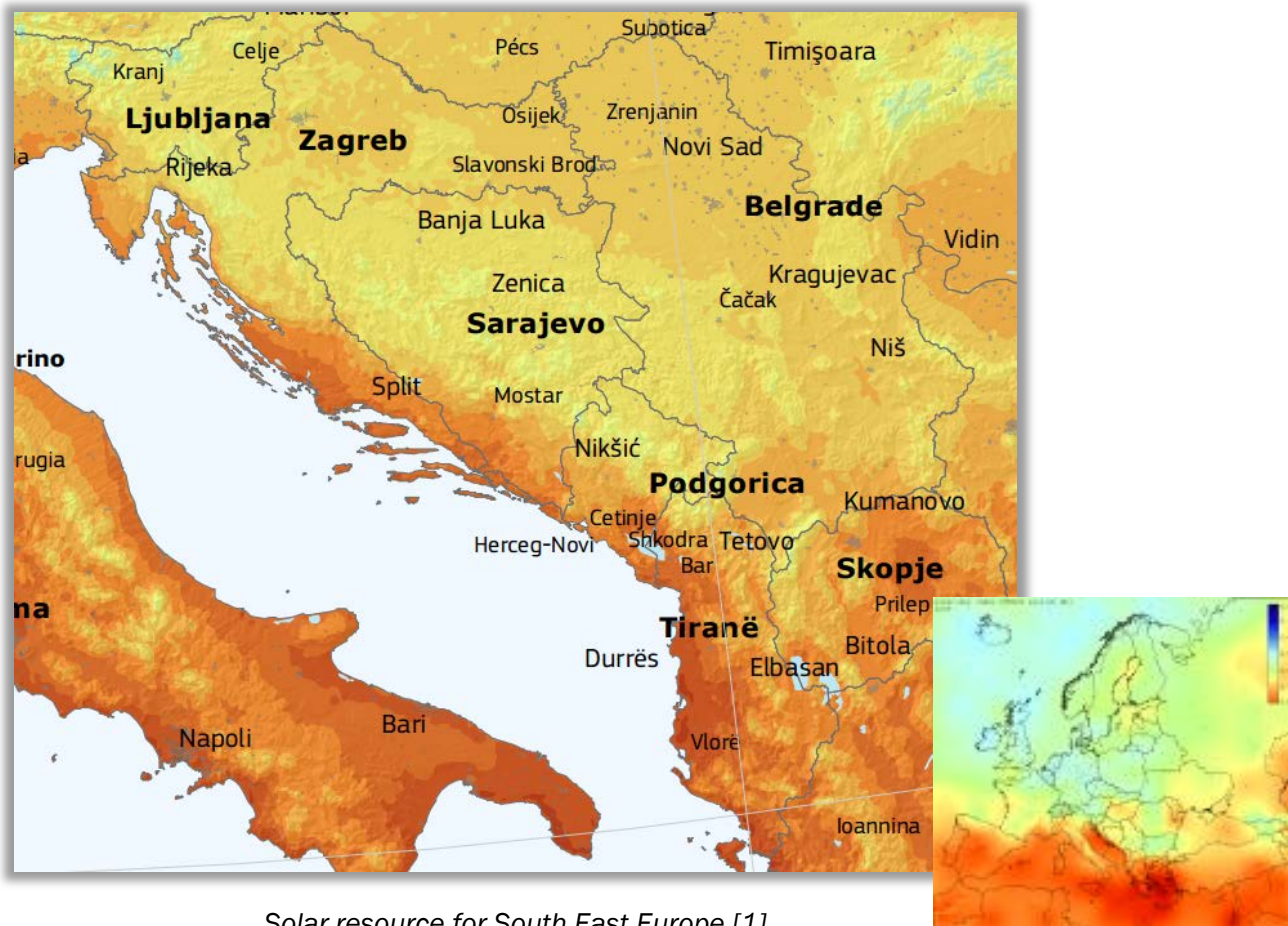 Subotica
Celje
Pécs
Timişoara
Kranj
Ljubljana
Osijek
Zrenjanin
Zagreb
Novi Sad
ia
Rijeka
Slavonski Brod
Belgrade
Banja Luka
Vidin
Zenica
Kragujevac
Čačak
Sarajevo
Niš
rino
Split
Mostar
Nikšić
rugia
Podgorica
Kumanovo
Cetinje
Herceg-Novi
Shkodra
Tetovo
Bar
Skopje
ma
Prilep
Tiranë
Bitola
Durrës
Elbasan
Bari
Napoli
Vlorë
Ioannina
Solar resource for South East Europe [1]